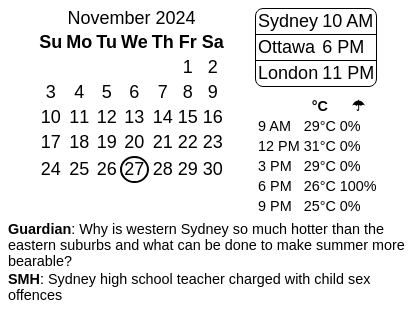 November 2024
Su Mo Tu We Th Fr Sa
1 2
3 4 5 6 7 8 9
10 11 12 13 14 15 16
17 18 19 20 21 22 23
24 25 26 27 28 29 30
Sydney 10 AM
Ottawa 6 PM
London 11 PM
°C ☂
9 AM 29°C 0%
12 PM 31°C 0%
3 PM 29°C 0%
6 PM 26°C 100%
9 PM 25°C 0%
Guardian: Why is western Sydney so much hotter than the
eastern suburbs and what can be done to make summer more
bearable?
SMH: Sydney high school teacher charged with child sex
offences